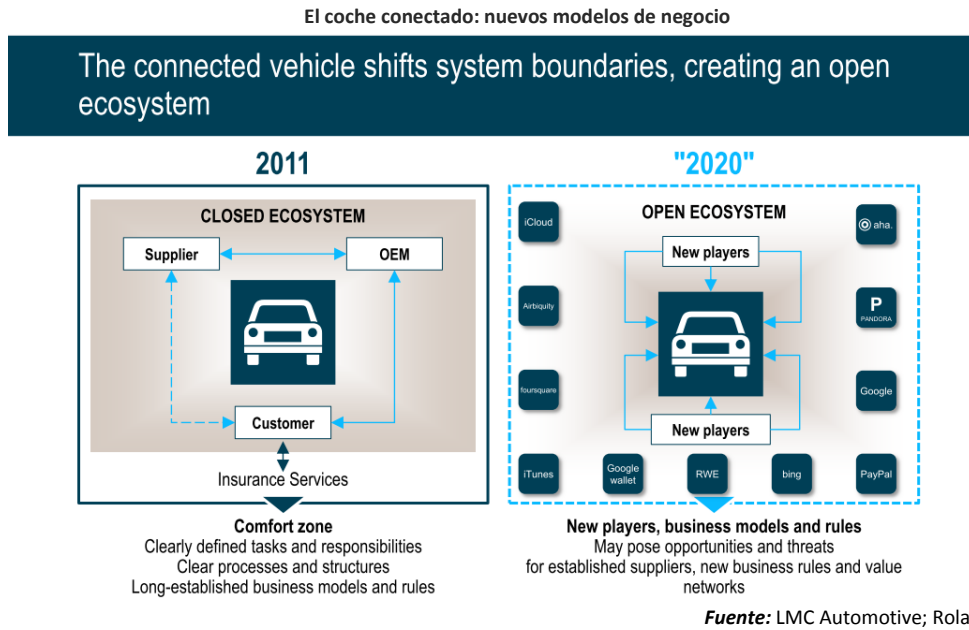 El coche conectado: nuevos modelos de negocio
The connected vehicle shifts system boundaries, creating an open
ecosystem
2011
CLOSED ECOSYSTEM
Supplier
OEM
Customer
Insurance Services
Comfort zone
Clearly defined tasks and responsibilities
Clear processes and structures
Long-established business models and rules
"2020"
OPEN ECOSYSTEM
iCloud
aha.
New players
Airbiquity
P
PANDORA
foursquare
Google
New players
iTunes
Google
wallet
RWE
bing
PayPal
New players, business models and rules
May pose opportunities and threats
for established suppliers, new business rules and value
networks
Fuente: LMC Automotive; Rola